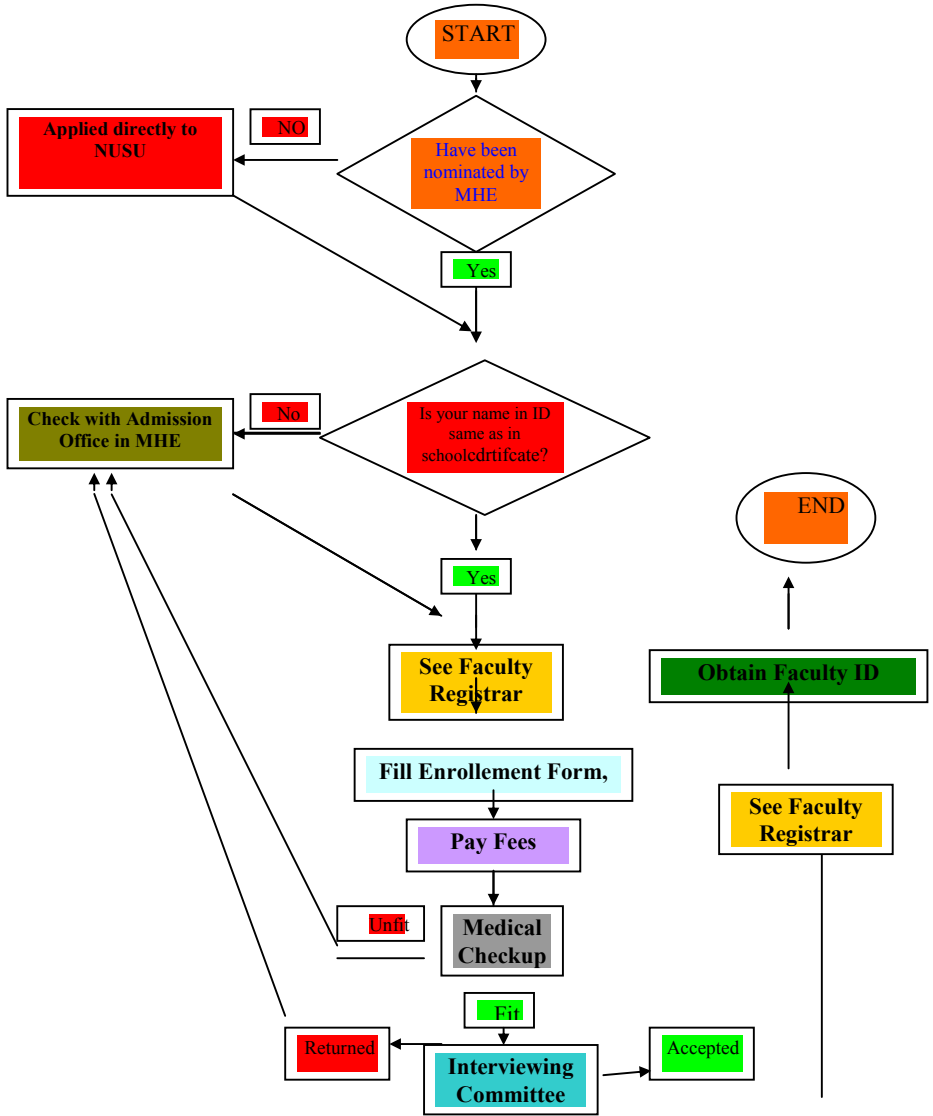 START
NO
Applied directly to
NUSU
Have been
nominated by
MHE
Yes
No
Check with Admission
Office in MHE
Is your name in ID
same as in
schoolcdrtifcate?
END
Yes
See Faculty
Registrar
Obtain Faculty ID
Fill Enrollement Form,
See Faculty
Registrar
Pay Fees
Unfit
Medical
Checkup
Fit
Returned
Interviewing
Committee
Accepted